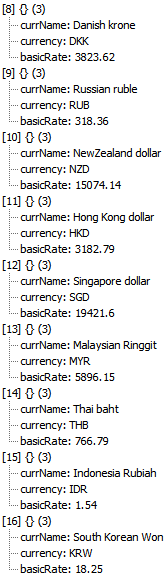 [8] {} (3)
currName: Danish krone
currency: DKK
basicRate: 3823.62
[9] {} (3)
currName: Russian ruble
currency: RUB
basicRate: 318.36
[10] {} (3)
currName: NewZealand dollar
currency: NZD
basicRate: 15074.14
[11] {} (3)
currName: Hong Kong dollar
currency: HKD
basicRate: 3182.79
[12] {} (3)
currName: Singapore dollar
currency: SGD
basicRate: 19421.6
[13] {} (3)
currName: Malaysian Ringgit
currency: MYR
basicRate: 5896.15
[14] {} (3)
currName: Thai baht
currency: THB
basicRate: 766.79
[15] {} (3)
currName: Indonesia Rubiah
currency: IDR
basicRate: 1.54
[16] {} (3)
currName: South Korean Won
currency: KRW
basicRate: 18.25